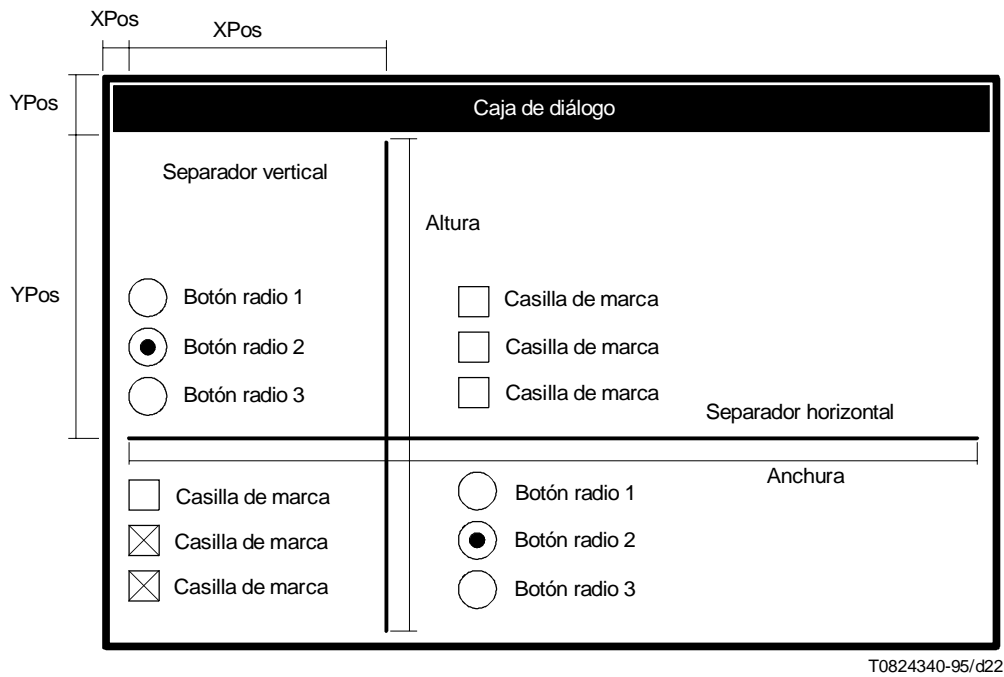 XPos
XPos
YPos
Caja de diálogo
Separador vertical
Altura
YPos
Botón radio 1
Casilla de marca
Botón radio 2
Casilla de marca
Botón radio 3
Casilla de marca
Separador horizontal
Anchura
Casilla de marca
Botón radio 1
Casilla de marca
Botón radio 2
Casilla de marca
Botón radio 3
T0824340-95/d22